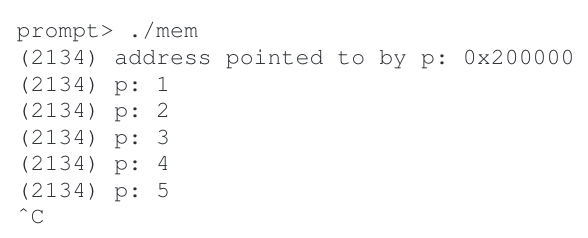 prompt> ./mem
(2134) address pointed to by p: 0x200000
(2134) p: 1
(2134) p: 2
(2134) p: 3
(2134) p: 4
(2134) p: 5
^C